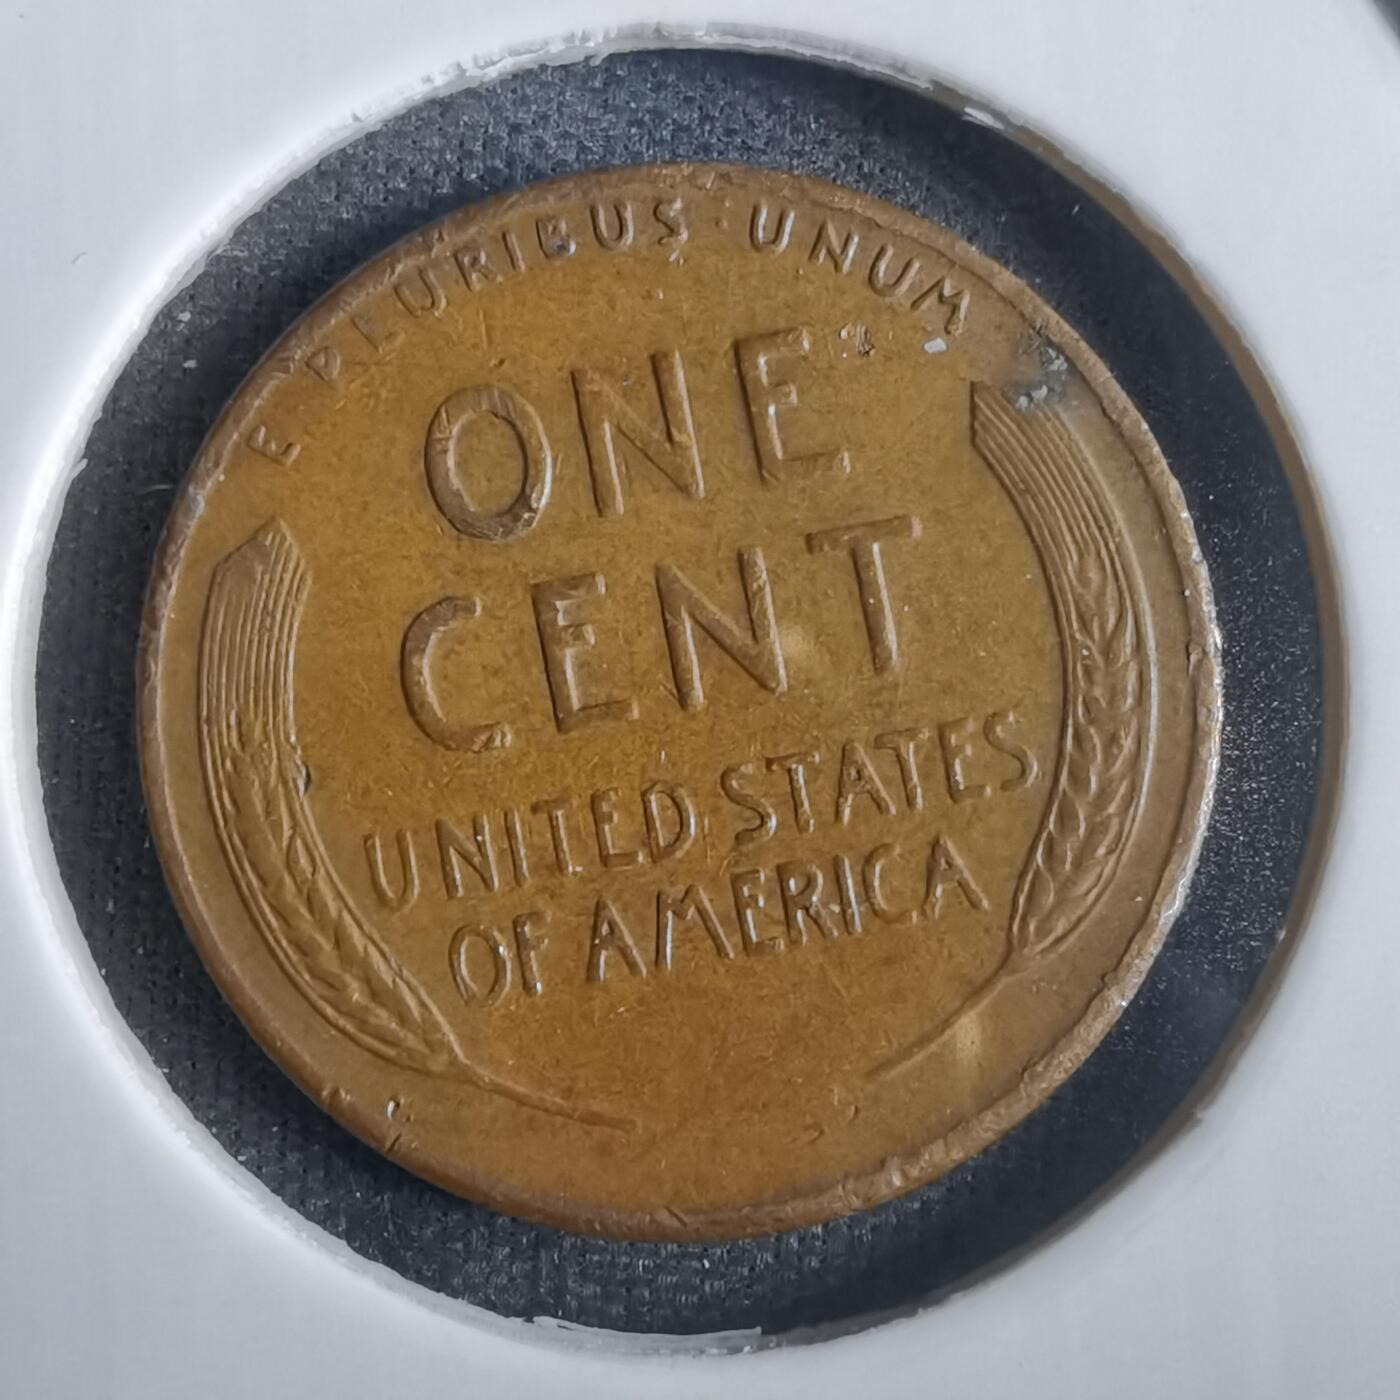 E PLURIBUS · UNUM
ONE
CENT
UNITED STATES
OF AMERICA